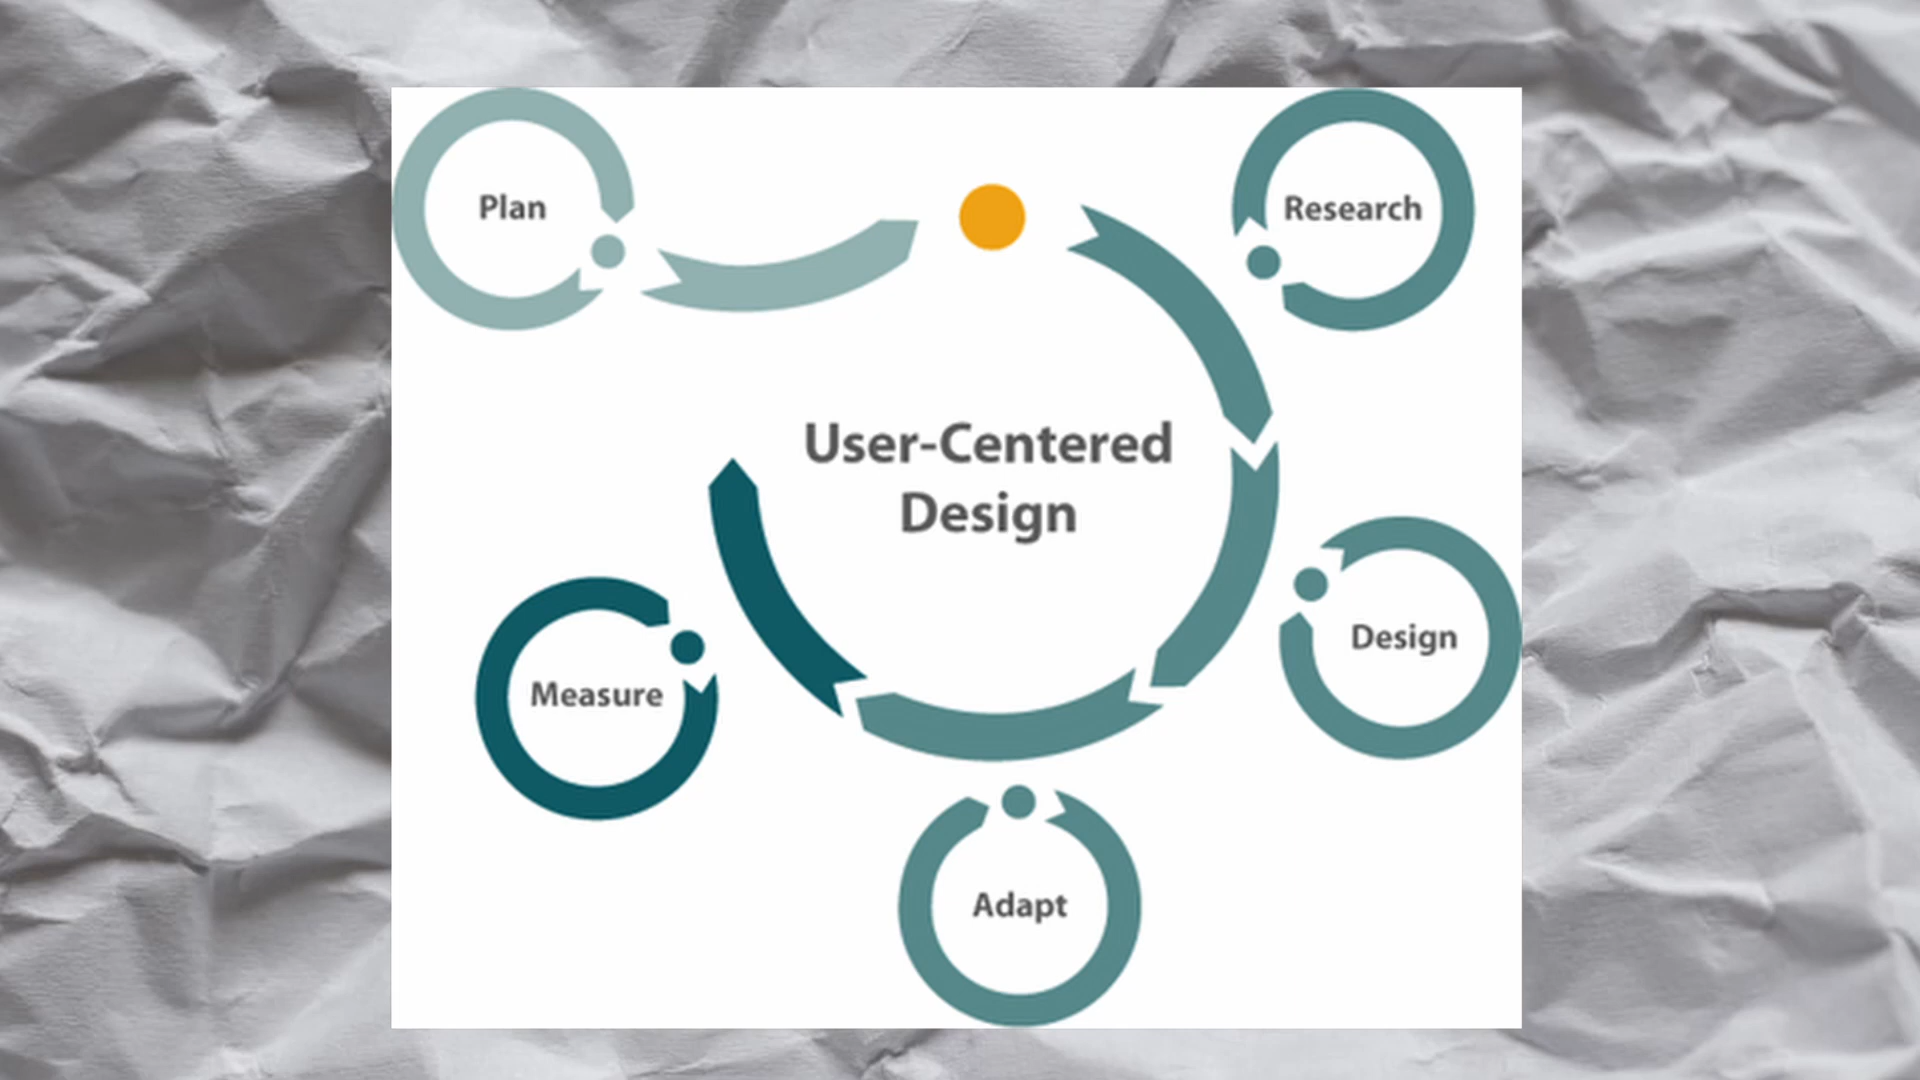 Plan
Research
User-Centered
Design
Design
Measure
Adapt